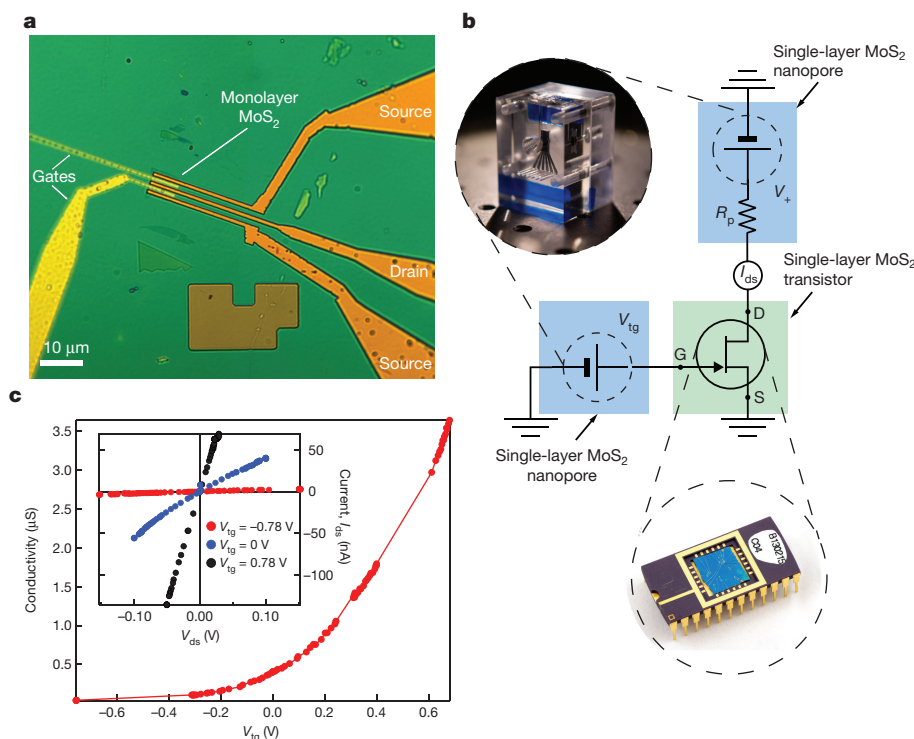 a
Monolayer
MoS2
Source
Gates
Drain
10 μm
Source
b
Single-layer MoS2
nanopore
V+
Rp
Ids
Single-layer MoS2
transistor
D
Vtg
G
S
Single-layer MoS2
nanopore
B13021B
C04
c
Conductivity (μS)
3.5
3.0
2.5
2.0
1.5
1.0
0.5
−0.6
−0.4
−0.2
0.0
0.2
0.4
0.6
Vtg (V)
50
0
−50
−100
Current, Ids (nA)
Vtg = −0.78 V
Vtg = 0 V
Vtg = 0.78 V
−0.10
0.00
0.10
Vds (V)